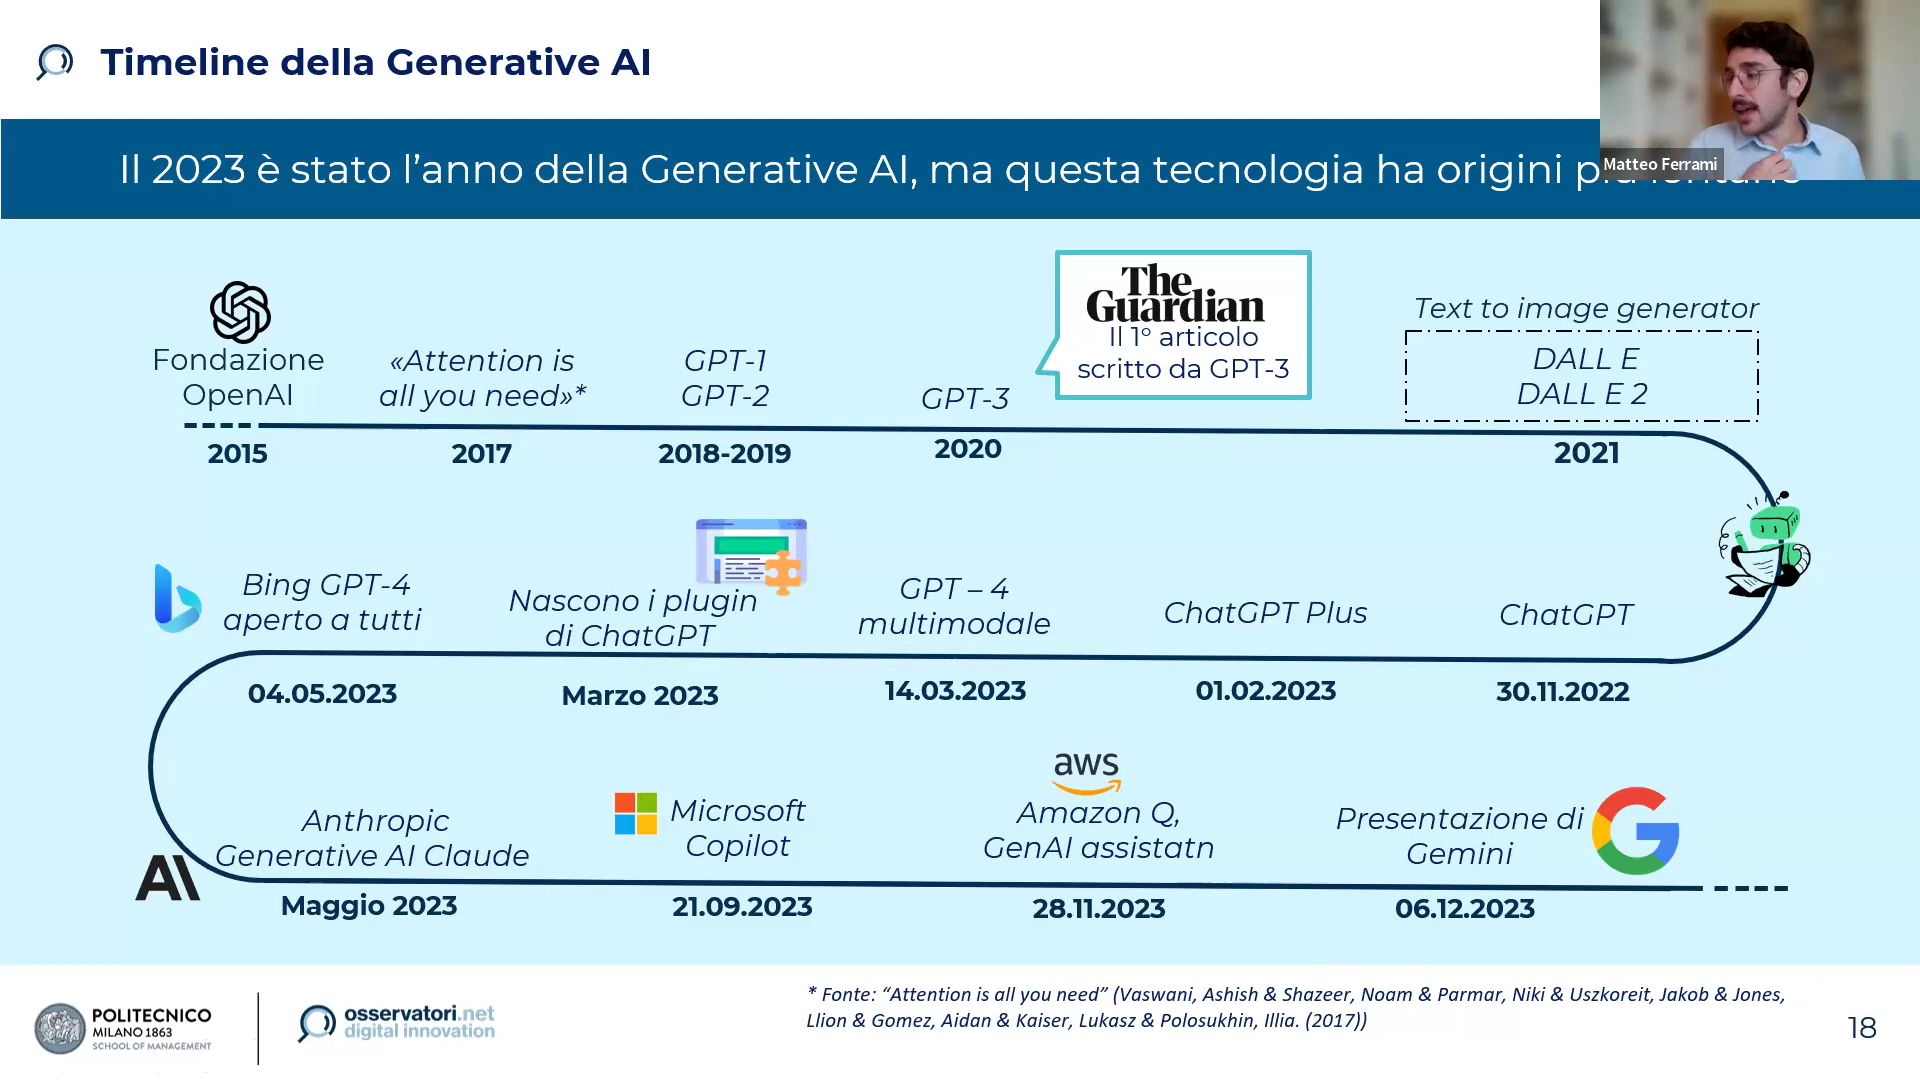 Timeline della Generative AI
Matteo Ferrami
Il 2023 è stato l'anno della Generative AI, ma questa tecnologia ha origini
Fondazione
OpenAI
2015
«Attention is
all you need»*
2017
GPT-1
GPT-2
2018-2019
GPT-3
2020
The
Guardian
Il 1° articolo
scritto da GPT-3
Text to image generator
DALL E
DALL E 2
2021
Bing GPT-4
aperto a tutti
04.05.2023
Nascono i plugin
di ChatGPT
Marzo 2023
GPT – 4
multimodale
14.03.2023
ChatGPT Plus
01.02.2023
ChatGPT
30.11.2022
AI
Anthropic
Generative AI Claude
Maggio 2023
Microsoft
Copilot
21.09.2023
aws
Amazon Q,
GenAI assistatn
28.11.2023
Presentazione di
Gemini
06.12.2023
POLITECNICO
MILANO 1863
SCHOOL OF MANAGEMENT
osservatori.net
digital innovation
* Fonte: “Attention is all you need” (Vaswani, Ashish & Shazeer, Noam & Parmar, Niki & Uszkoreit, Jakob & Jones,
Llion & Gomez, Aidan & Kaiser, Lukasz & Polosukhin, Illia. (2017))
18